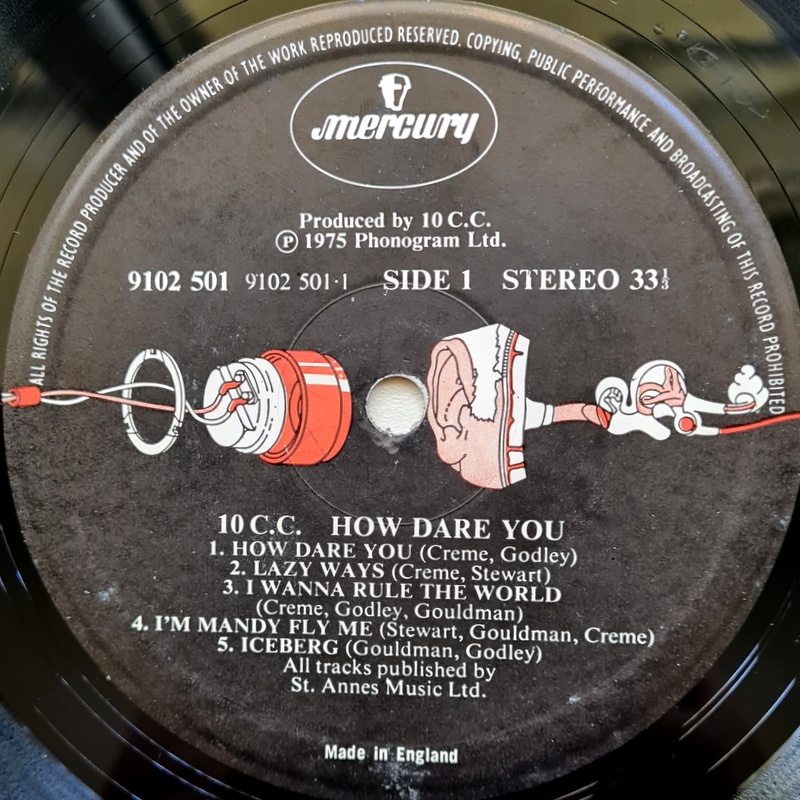 ALL RIGHTS OF THE RECORD PRODUCER AND OF THE OWNER OF THE WORK REPRODUCED RESERVED. COPYING, PUBLIC PERFORMANCE AND BROADCASTING OF THIS RECORD PROHIBITED
mercury
Produced by 10 C.C.
Ⓟ 1975 Phonogram Ltd.
9102 501 9102 501·1 SIDE 1 STEREO 33⅓
10 C.C. HOW DARE YOU
1. HOW DARE YOU (Creme, Godley)
2. LAZY WAYS (Creme, Stewart)
3. I WANNA RULE THE WORLD
(Creme, Godley, Gouldman)
4. I'M MANDY FLY ME (Stewart, Gouldman, Creme)
5. ICEBERG (Gouldman, Godley)
All tracks published by
St. Annes Music Ltd.
Made in England